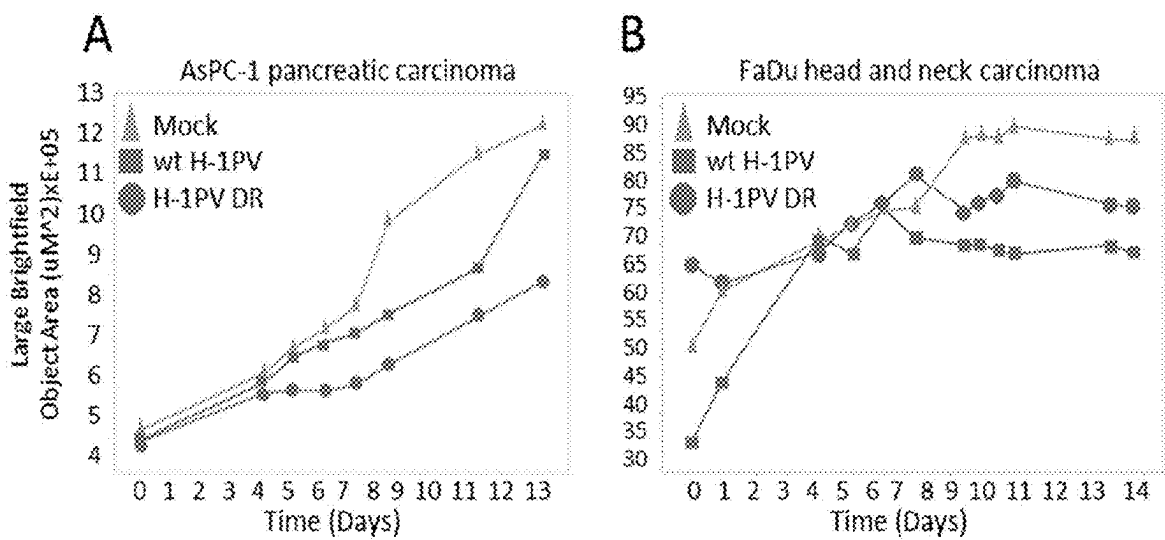 A
AsPC-1 pancreatic carcinoma
Large Brightfield
Object Area (uM^2)xE+05
13
12
11
10
9
8
7
6
5
4
Mock
wt H-1PV
H-1PV DR
0 1 2 3 4 5 6 7 8 9 10 11 12 13
Time (Days)
B
FaDu head and neck carcinoma
95
90
85
80
75
70
65
60
55
50
45
40
35
30
Mock
wt H-1PV
H-1PV DR
0 1 2 3 4 5 6 7 8 9 10 11 12 13 14
Time (Days)